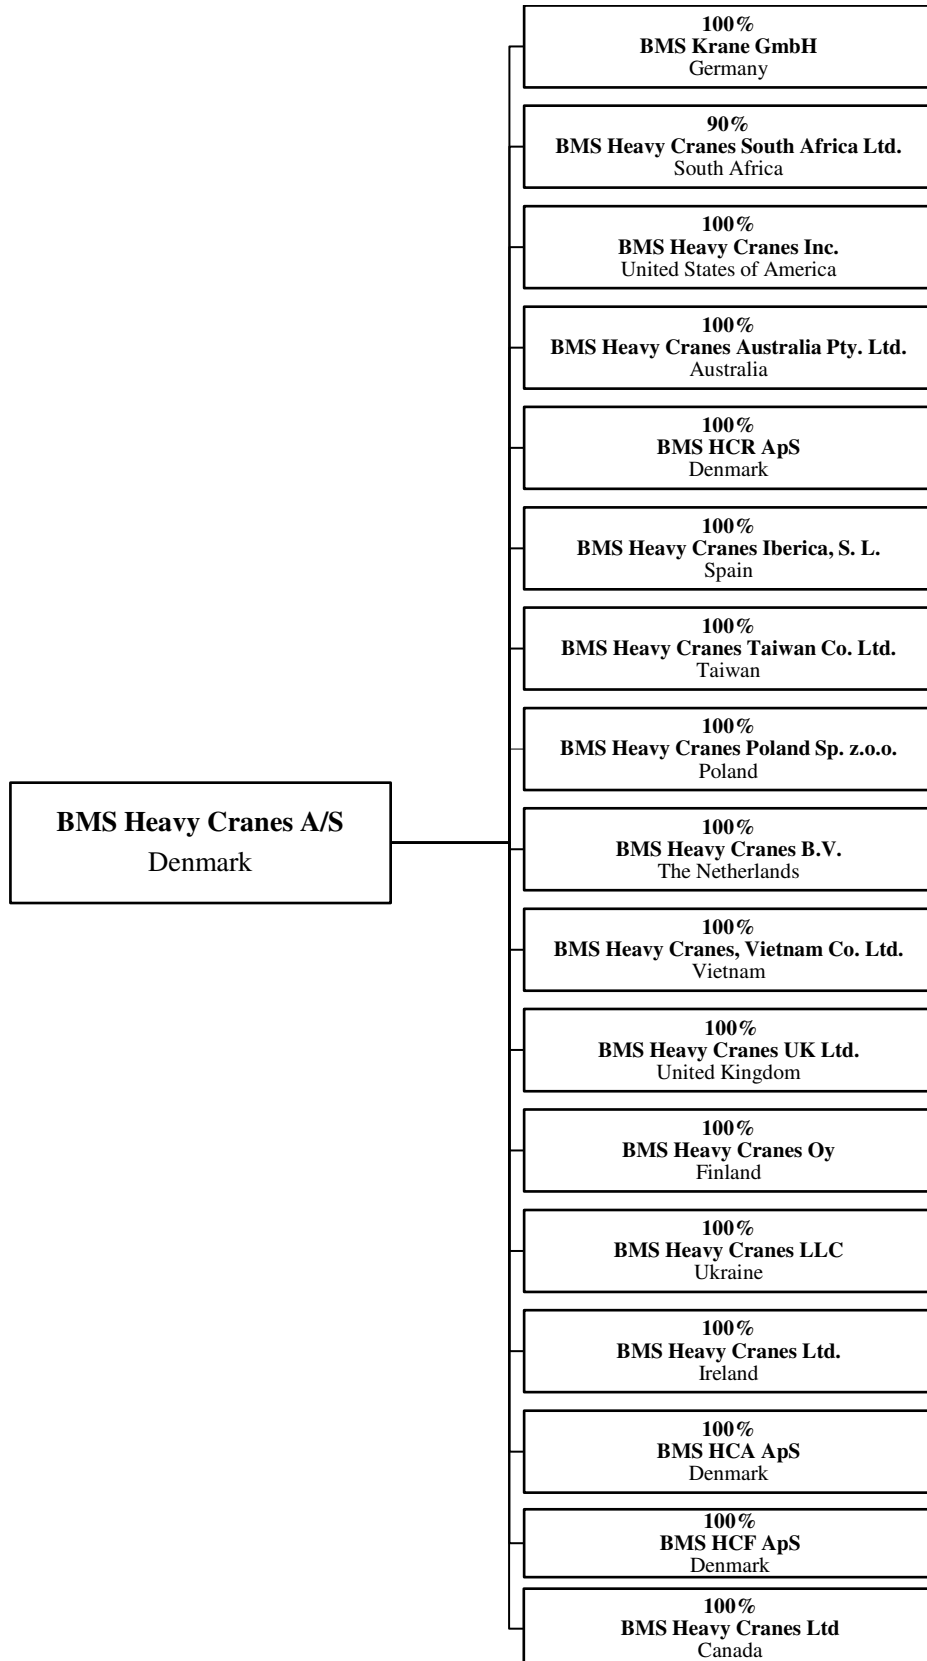 100%
BMS Krane GmbH
Germany
90%
BMS Heavy Cranes South Africa Ltd.
South Africa
100%
BMS Heavy Cranes Inc.
United States of America
100%
BMS Heavy Cranes Australia Pty. Ltd.
Australia
100%
BMS HCR ApS
Denmark
100%
BMS Heavy Cranes Iberica, S. L.
Spain
100%
BMS Heavy Cranes Taiwan Co. Ltd.
Taiwan
100%
BMS Heavy Cranes Poland Sp. z.o.o.
Poland
BMS Heavy Cranes A/S
Denmark
100%
BMS Heavy Cranes B.V.
The Netherlands
100%
BMS Heavy Cranes, Vietnam Co. Ltd.
Vietnam
100%
BMS Heavy Cranes UK Ltd.
United Kingdom
100%
BMS Heavy Cranes Oy
Finland
100%
BMS Heavy Cranes LLC
Ukraine
100%
BMS Heavy Cranes Ltd.
Ireland
100%
BMS HCA ApS
Denmark
100%
BMS HCF ApS
Denmark
100%
BMS Heavy Cranes Ltd
Canada